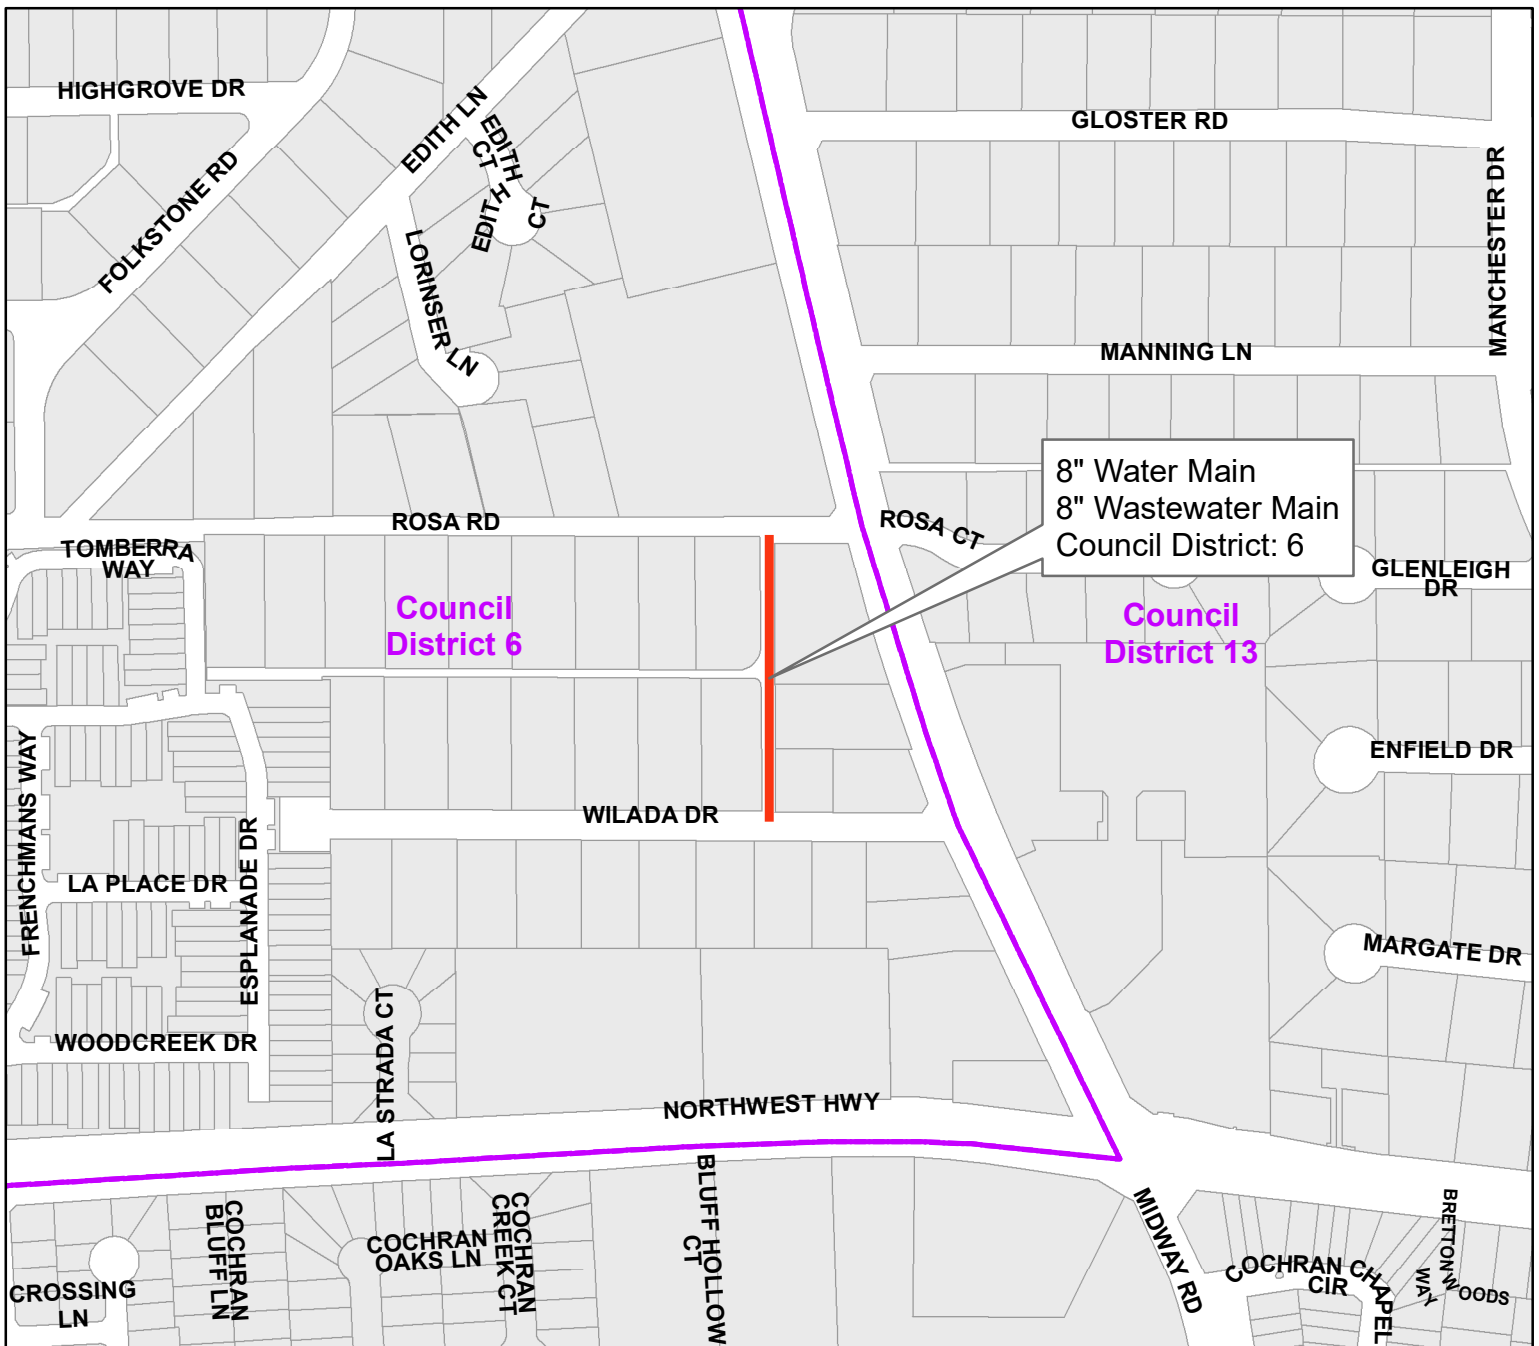 HIGHGROVE DR
FOLKSTONE RD
EDITH LN
EDITH
CT
EDITH
CT
LORINSER LN
GLOSTER RD
MANCHESTER DR
MANNING LN
ROSA RD
ROSA CT
8" Water Main
8" Wastewater Main
Council District: 6
TOMBERRA
WAY
GLENLEIGH
DR
Council
District 6
Council
District 13
FRENCHMANS WAY
ENFIELD DR
WILADA DR
ESPLANADE DR
LA PLACE DR
MARGATE DR
WOODCREEK DR
LA STRADA CT
NORTHWEST HWY
MIDWAY RD
COCHRAN
BLUFF LN
COCHRAN
OAKS LN
COCHRAN
CREEK CT
BLUFF HOLLOW
CT
CROSSING
LN
COCHRAN CHAPEL
CIR
BRETTONWOODS
WAY